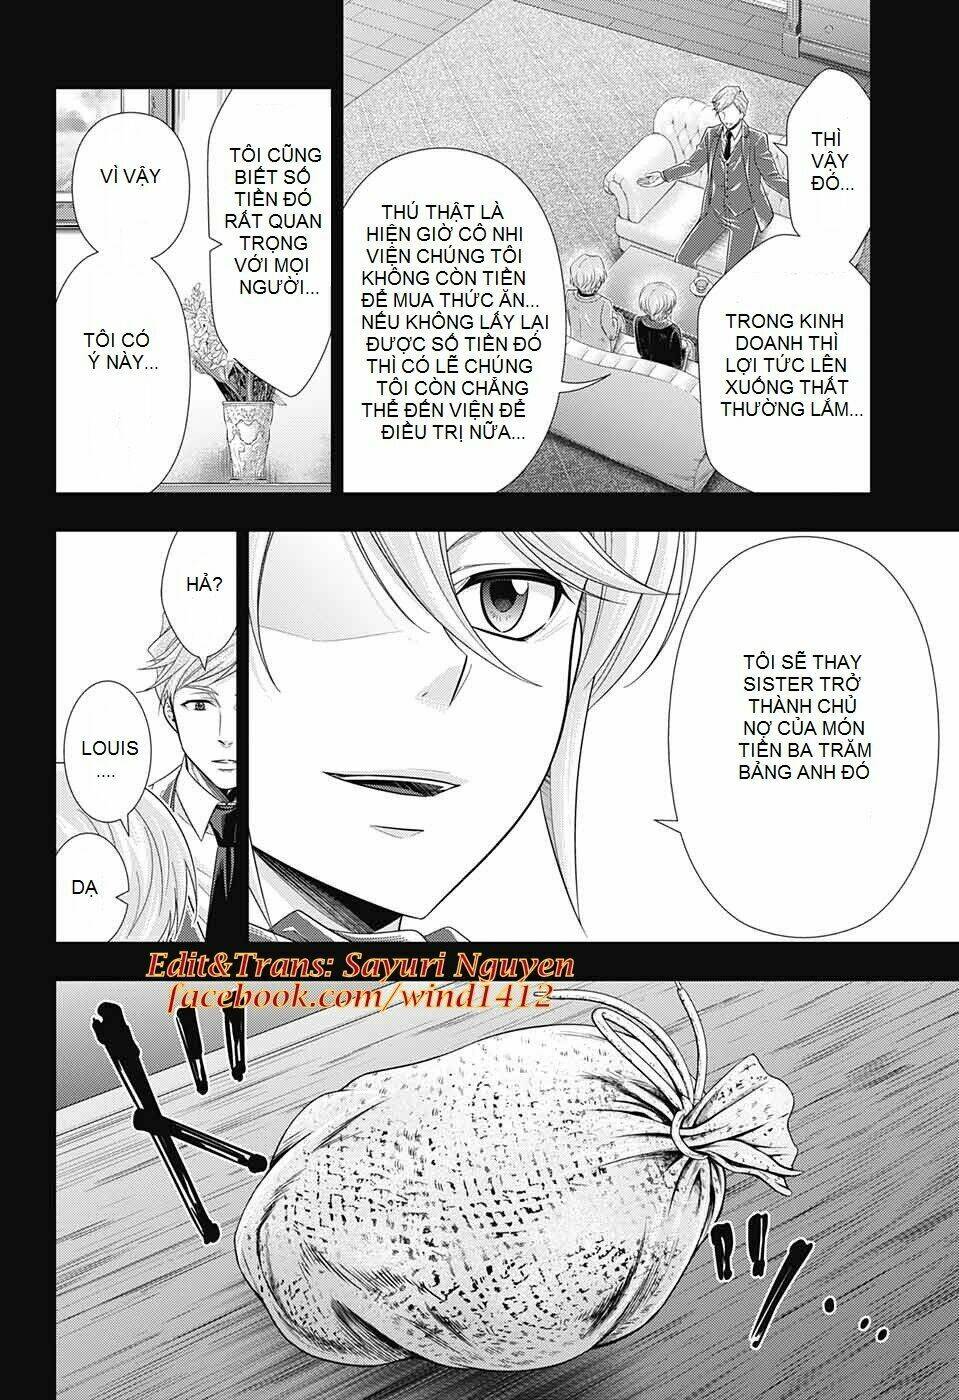 THÌ
VẬY
ĐÓ...
TRONG KINH
DOANH THÌ
LỢI TỨC LÊN
XUỐNG THẤT
THƯỜNG LẮM...
THÚ THẬT LÀ
HIỆN GIỜ CÔ NHI
VIỆN CHÚNG TÔI
KHÔNG CÒN TIỀN
ĐỂ MUA THỨC ĂN...
NẾU KHÔNG LẤY LẠI
ĐƯỢC SỐ TIỀN ĐÓ
THÌ CÓ LẼ CHÚNG
TÔI CÒN CHẲNG
THỂ ĐẾN VIỆN ĐỂ
ĐIỀU TRỊ NỮA...
TÔI CŨNG
BIẾT SỐ
TIỀN ĐÓ
RẤT QUAN
TRỌNG
VỚI MỌI
NGƯỜI...
VÌ VẬY
TÔI CÓ
Ý NÀY...
TÔI SẼ THAY
SISTER TRỞ
THÀNH CHỦ
NỢ CỦA MÓN
TIỀN BA TRĂM
BẢNG ANH ĐÓ
HẢ?
LOUIS
....
DẠ
Edit&Trans: Sayuri Nguyen
facebook.com/wind1412